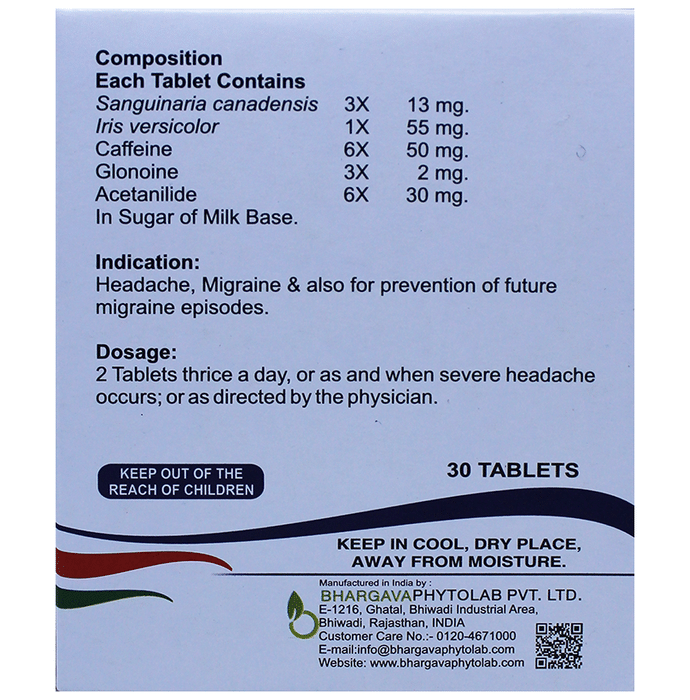 Composition
Each Tablet Contains
Sanguinaria canadensis 3X 13 mg.
Iris versicolor 1X 55 mg.
Caffeine 6X 50 mg.
Glonoine 3X 2 mg.
Acetanilide 6X 30 mg.
In Sugar of Milk Base.
Indication:
Headache, Migraine & also for prevention of future
migraine episodes.
Dosage:
2 Tablets thrice a day, or as and when severe headache
occurs; or as directed by the physician.
KEEP OUT OF THE
REACH OF CHILDREN
30 TABLETS
KEEP IN COOL, DRY PLACE,
AWAY FROM MOISTURE.
Manufactured in India by :
BHARGAVAPHYTOLAB PVT. LTD.
E-1216, Ghatal, Bhiwadi Industrial Area,
Bhiwadi, Rajasthan, INDIA
Customer Care No.:- 0120-4671000
E-mail:info@bhargavaphytolab.com
Website: www.bhargavaphytolab.com